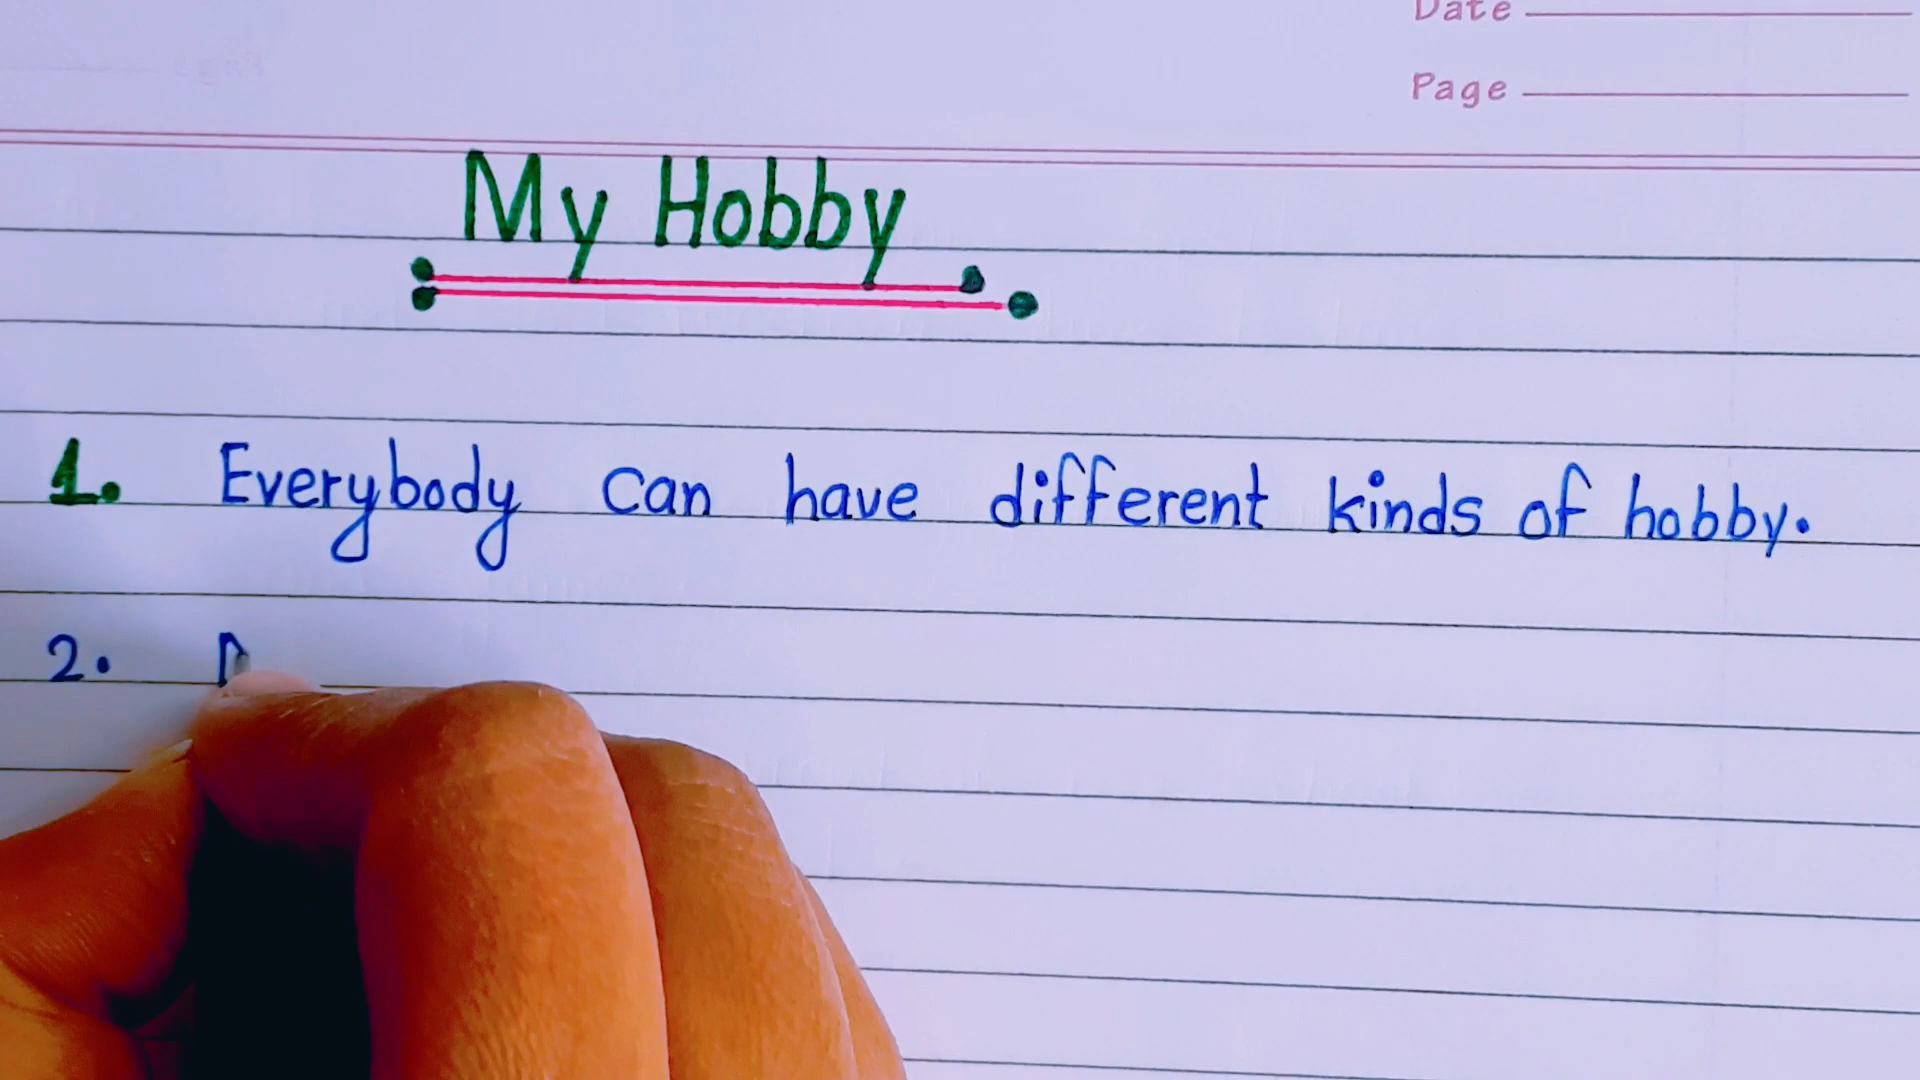 Date
Page
My Hobby
1. Everybody can have different kinds of hobby.
2.